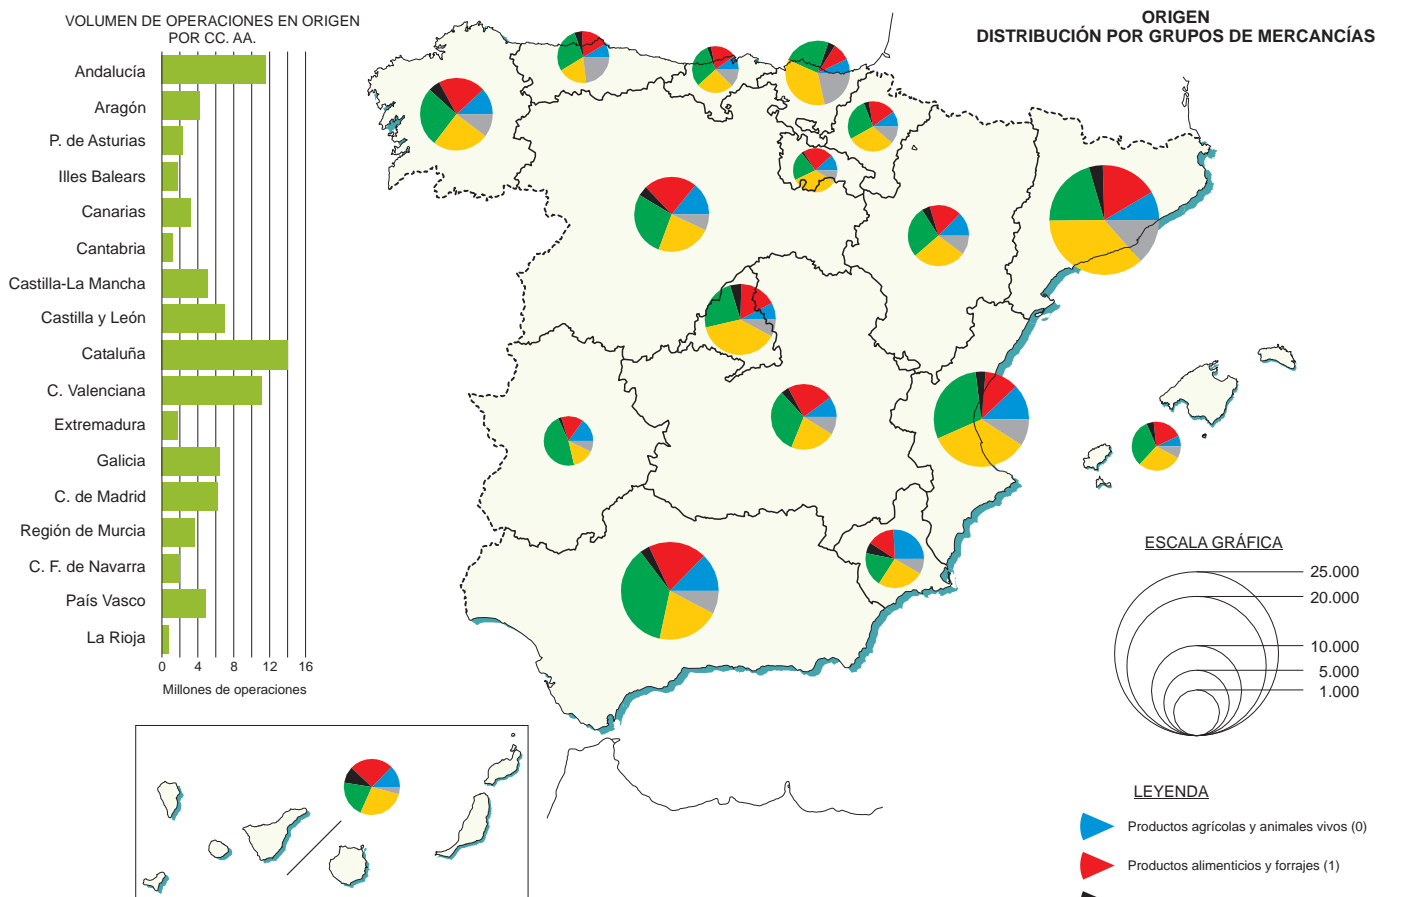 VOLUMEN DE OPERACIONES EN ORIGEN
POR CC. AA.
Andalucía
Aragón
P. de Asturias
Illes Balears
Canarias
Cantabria
Castilla-La Mancha
Castilla y León
Cataluña
C. Valenciana
Extremadura
Galicia
C. de Madrid
Región de Murcia
C. F. de Navarra
País Vasco
La Rioja
0 4 8 12 16
Millones de operaciones
ORIGEN
DISTRIBUCIÓN POR GRUPOS DE MERCANCÍAS
ESCALA GRÁFICA
25.000
20.000
10.000
5.000
1.000
LEYENDA
Productos agrícolas y animales vivos (0)
Productos alimenticios y forrajes (1)